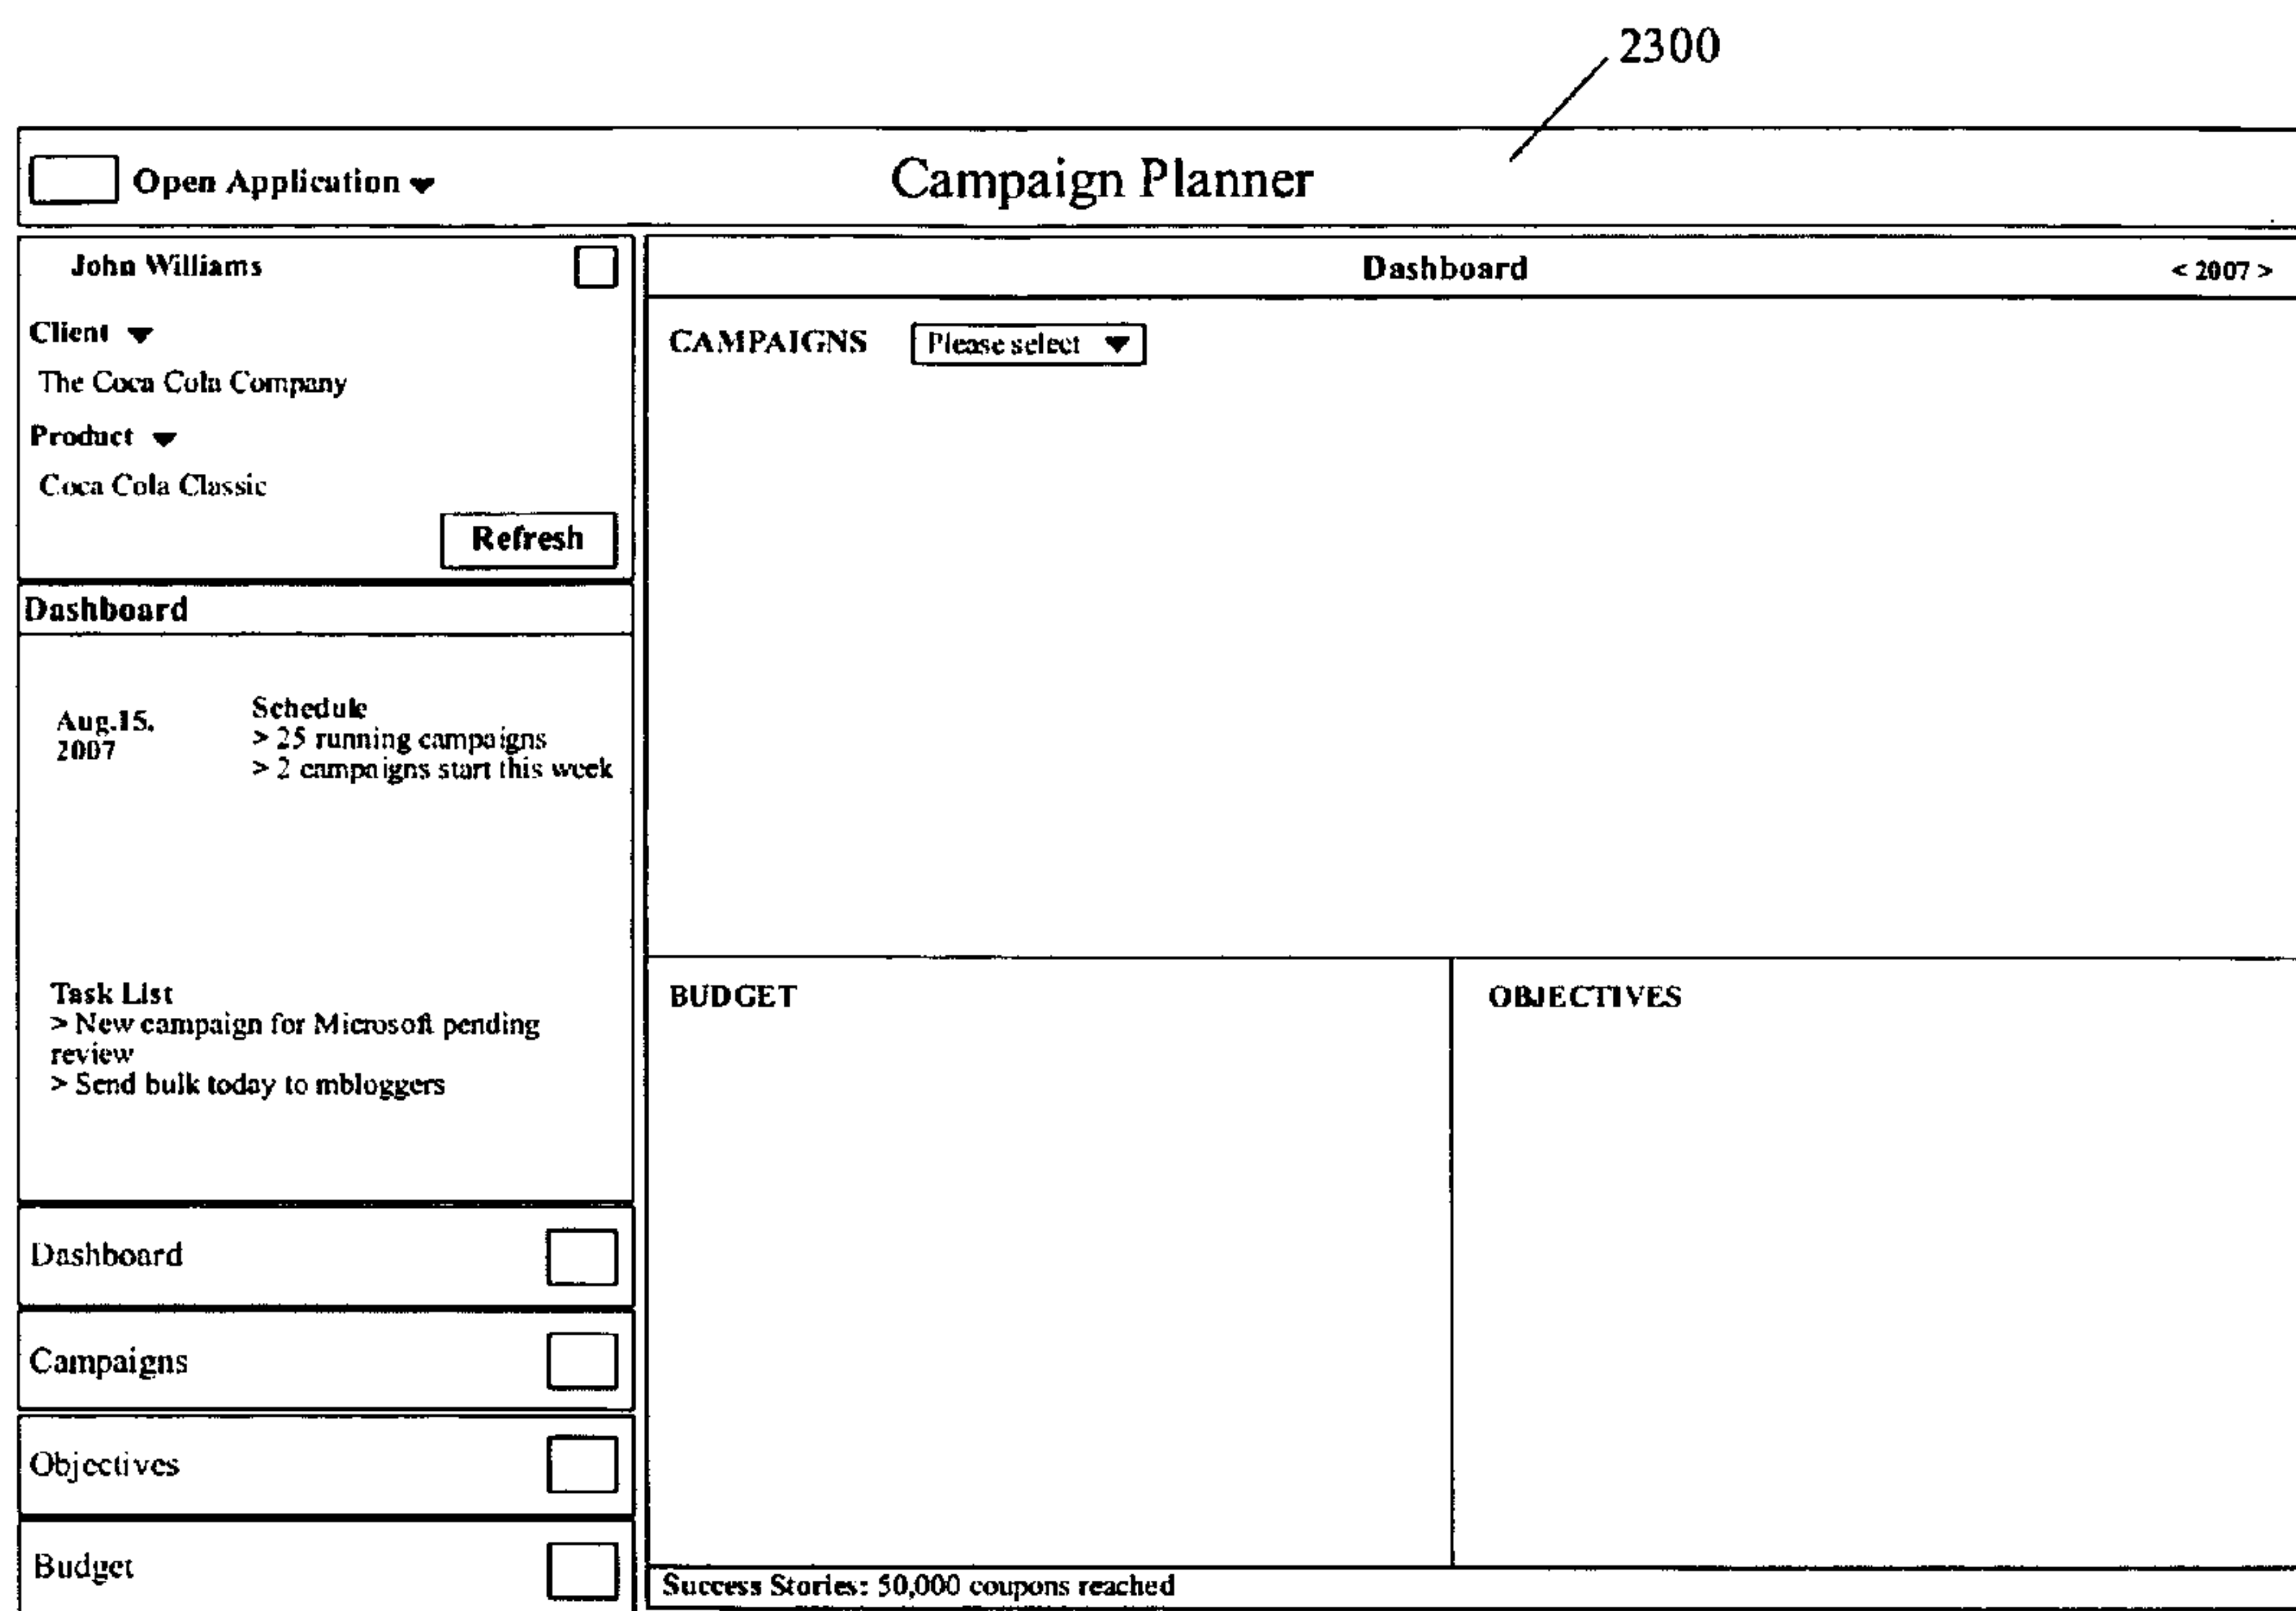 2300
Open Application
Campaign Planner
John Williams
Client
The Coca Cola Company
Product
Coca Cola Classic
Refresh
Dashboard
Aug.15,
2007
Schedule
> 25 running campaigns
> 2 campaigns start this week
Task List
> New campaign for Microsoft pending
review
> Send bulk today to mbloggers
Dashboard
Campaigns
Objectives
Budget
Dashboard
< 2007 >
CAMPAIGNS
Please select
BUDGET
OBJECTIVES
Success Stories: 50,000 coupons reached